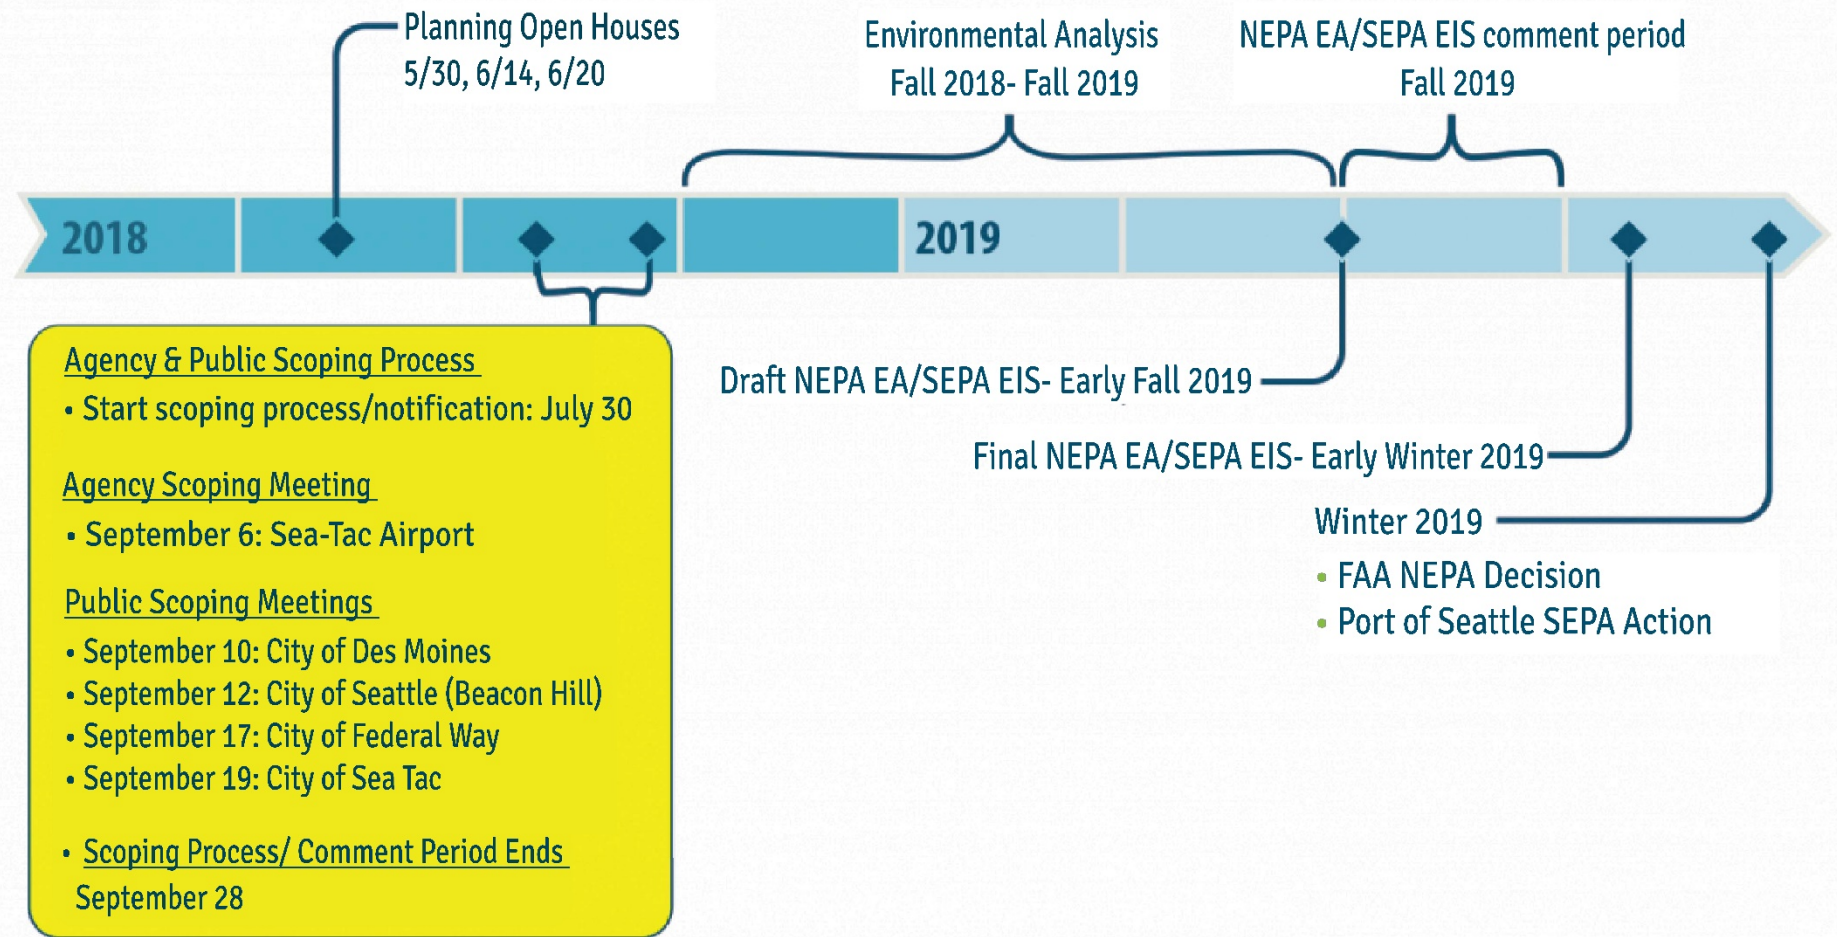 Planning Open Houses
5/30, 6/14, 6/20
Environmental Analysis
Fall 2018- Fall 2019
NEPA EA/SEPA EIS comment period
Fall 2019
2018
2019
Agency & Public Scoping Process
• Start scoping process/notification: July 30
Agency Scoping Meeting
• September 6: Sea-Tac Airport
Public Scoping Meetings
• September 10: City of Des Moines
• September 12: City of Seattle (Beacon Hill)
• September 17: City of Federal Way
• September 19: City of Sea Tac
• Scoping Process/ Comment Period Ends
September 28
Draft NEPA EA/SEPA EIS- Early Fall 2019
Final NEPA EA/SEPA EIS- Early Winter 2019
Winter 2019
• FAA NEPA Decision
• Port of Seattle SEPA Action